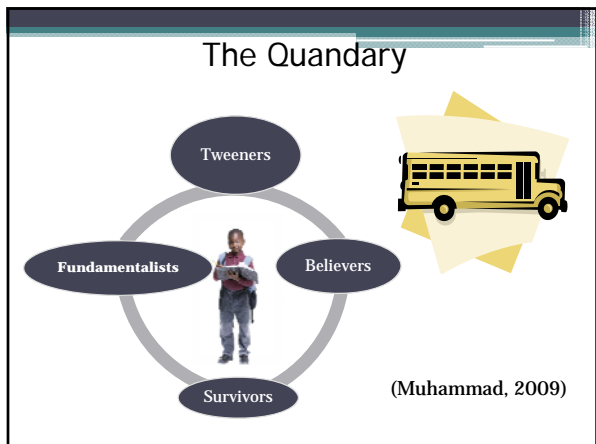 The Quandary
Tweeners
Fundamentalists
Believers
Survivors
(Muhammad, 2009)